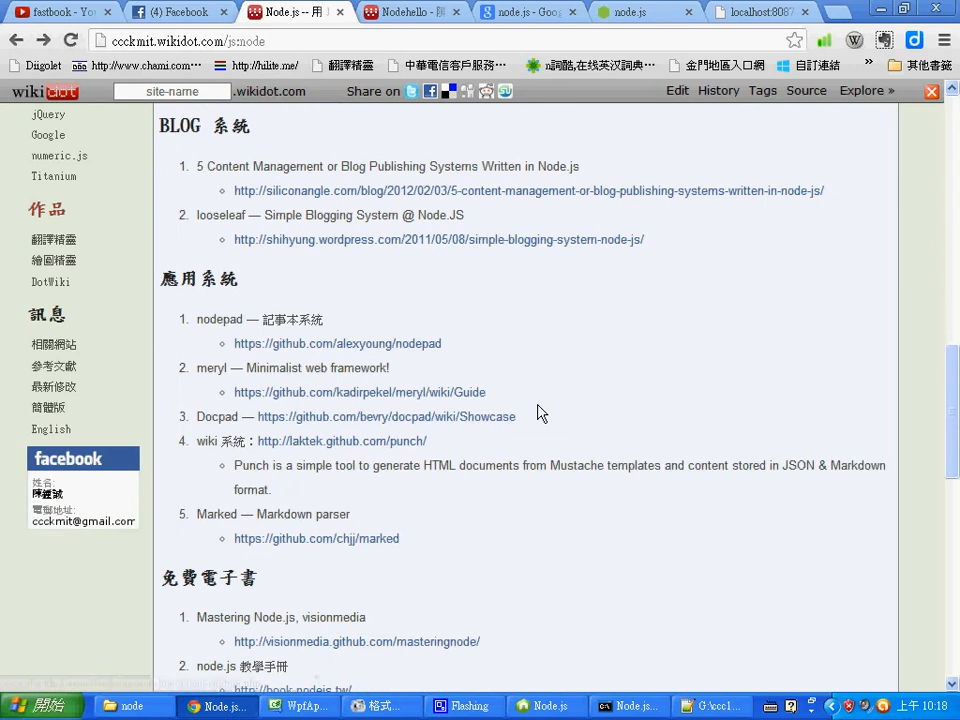 fastbook - Yo
(4) Facebook
Node.js -- 用 J
Nodehello - 
node.js - Goo
node.js
localhost:8087
ccckmit.wikidot.com/js:node
Diigolet
http://www.chami.com…
http://hilite.me/
翻譯精靈
中華電信客戶服務…
n詞酷,在线英汉詞典…
金門地區入口網
自訂連結
»
其他書籤
wikidot
site-name
.wikidot.com
Share on
Edit
History
Tags
Source
Explore »
jQuery
Google
numeric.js
Titanium
作品
翻譯精靈
繪圖精靈
DotWiki
訊息
相關網站
參考文獻
最新修改
簡體版
English
facebook
姓名:
陳鍾誠
電郵地址:
ccckmit@gmail.com
BLOG 系統
1. 5 Content Management or Blog Publishing Systems Written in Node.js
http://siliconangle.com/blog/2012/02/03/5-content-management-or-blog-publishing-systems-written-in-node-js/
2. looseleaf — Simple Blogging System @ Node.JS
http://shihyung.wordpress.com/2011/05/08/simple-blogging-system-node-js/
應用系統
1. nodepad — 記事本系統
https://github.com/alexyoung/nodepad
2. meryl — Minimalist web framework!
https://github.com/kadirpekel/meryl/wiki/Guide
3. Docpad — https://github.com/bevry/docpad/wiki/Showcase
4. wiki 系統：http://laktek.github.com/punch/
Punch is a simple tool to generate HTML documents from Mustache templates and content stored in JSON & Markdown
format.
5. Marked — Markdown parser
https://github.com/chjj/marked
免費電子書
1. Mastering Node.js, visionmedia
http://visionmedia.github.com/masteringnode/
2. node.js 教學手冊
http://book.nodejs.tw/
開始
node
Node.js...
WpfAp...
格式...
Flashing
Node.js
Node.js...
G:\ccc1...
上午 10:18